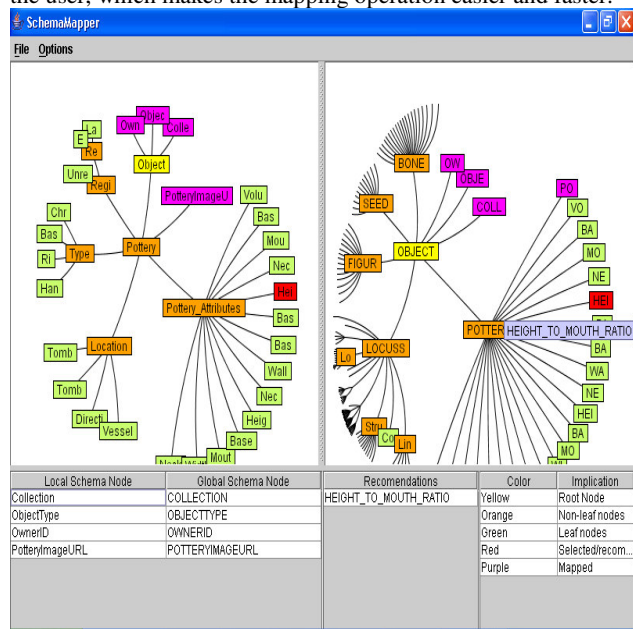 the user, which makes the mapping operation easier and faster.
SchemaMapper
File Options
Objec
Own
Colle
La
E
Re
Object
Unre
Regi
PotteryImageU
Volu
Chr
Bas
Bas
Type
Pottery
Mou
Ri
Nec
Han
Hei
Pottery_Attributes
Bas
Location
Bas
Tomb
Wall
Tomb
Nec
Directi
Heig
Vessel
Base
Mout
BONE
OW
OBJE
PO
SEED
COLL
VO
BA
OBJECT
MO
FIGUR
NE
HEI
POTTER
HEIGHT_TO_MOUTH_RATIO
LOCUSS
BA
Lo
WA
NE
HEI
Stru
Co
BA
Lin
MO
Local Schema Node Global Schema Node Recomendations Color Implication
Collection COLLECTION HEIGHT_TO_MOUTH_RATIO Yellow Root Node
ObjectType OBJECTTYPE Orange Non-leaf nodes
OwnerID OWNERID Green Leaf nodes
PotteryImageURL POTTERYIMAGEURL Red Selected/recom...
Purple Mapped